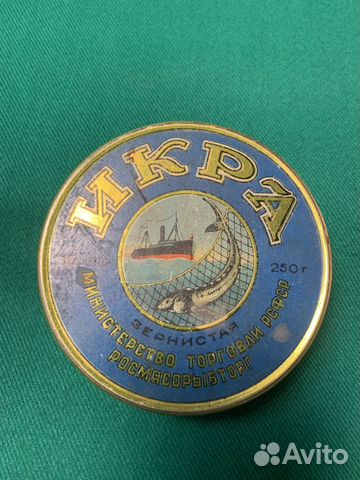 ИКРА
250 г
ЗЕРНИСТАЯ
МИНИСТЕРСТВО ТОРГОВЛИ РСФСР
РОСМЯСОРЫБТОРГ
Avito